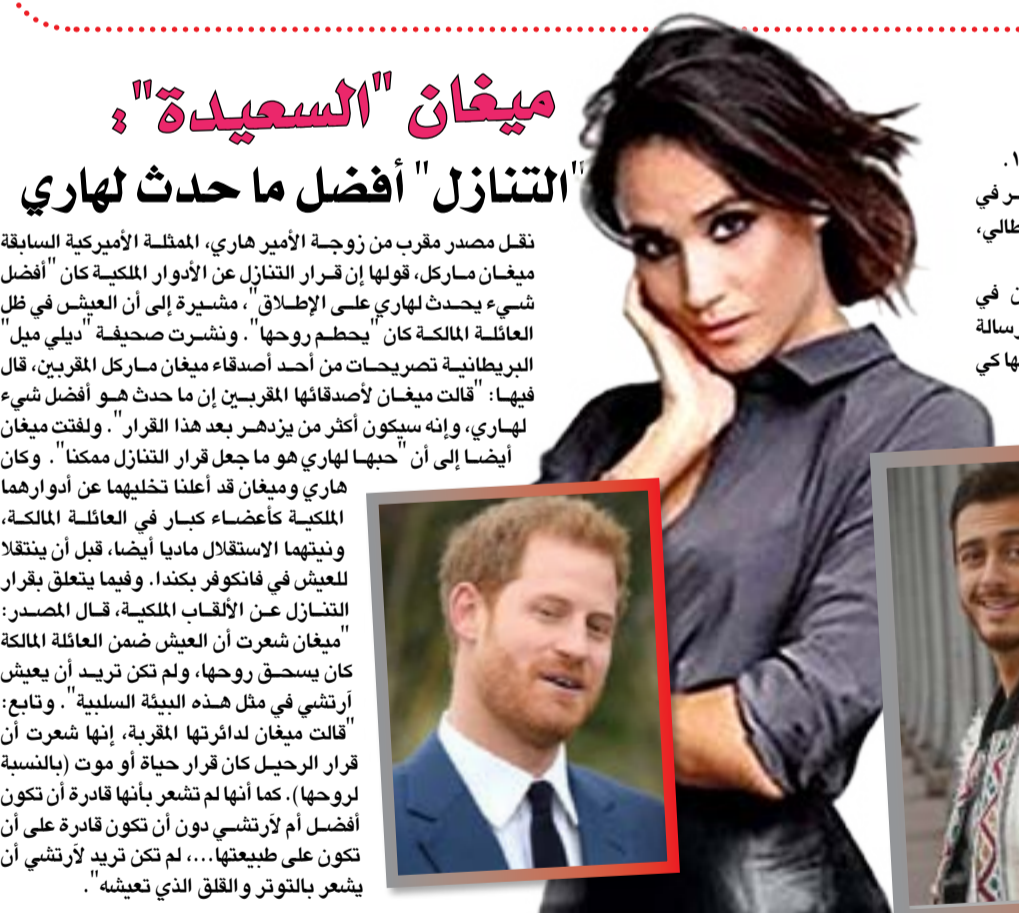 ميغان "السعيدة":
"التنازل" أفضل ما حدث لهاري
نقل مصدر مقرب من زوجة الأمير هاري، الممثلة الأميركية السابقة
ميغان ماركل، قولها إن قرار التنازل عن الأدوار الملكية كان "أفضل
شيء يحدث لهاري على الإطلاق"، مشيرة إلى أن العيش في ظل
العائلة المالكة كان "يحطم روحها". ونشرت صحيفة "ديلي ميل"
البريطانية تصريحات من أحد أصدقاء ميغان ماركل المقربين، قال
فيها: "قالت ميغان لأصدقائها المقربين إن ما حدث هو أفضل شيء
لهاري، وإنه سيكون أكثر من يزدهر بعد هذا القرار". ولفتت ميغان
أيضا إلى أن "حبها لهاري هو ما جعل قرار التنازل ممكنا". وكان
هاري وميغان قد أعلنا تخليهما عن أدوارهما
الملكية كأعضاء كبار في العائلة المالكة،
ونيتهما الاستقلال ماديا أيضا، قبل أن ينتقلا
للعيش في فانكوفر بكندا. وفيما يتعلق بقرار
التنازل عن الألقاب الملكية، قال المصدر:
"ميغان شعرت أن العيش ضمن العائلة المالكة
كان يسحق روحها، ولم تكن تريد أن يعيش
آرتشي في مثل هذه البيئة السلبية". وتابع:
"قالت ميغان لدائرتها المقربة، إنها شعرت أن
قرار الرحيل كان قرار حياة أو موت (بالنسبة
لروحها). كما أنها لم تشعر بأنها قادرة أن تكون
أفضل أم لآرتشي دون أن تكون قادرة على أن
تكون على طبيعتها...، لم تكن تريد لآرتشي أن
يشعر بالتوتر والقلق الذي تعيشه".
1.
ـر في
طالي،
ن في
رسالة
ها كي